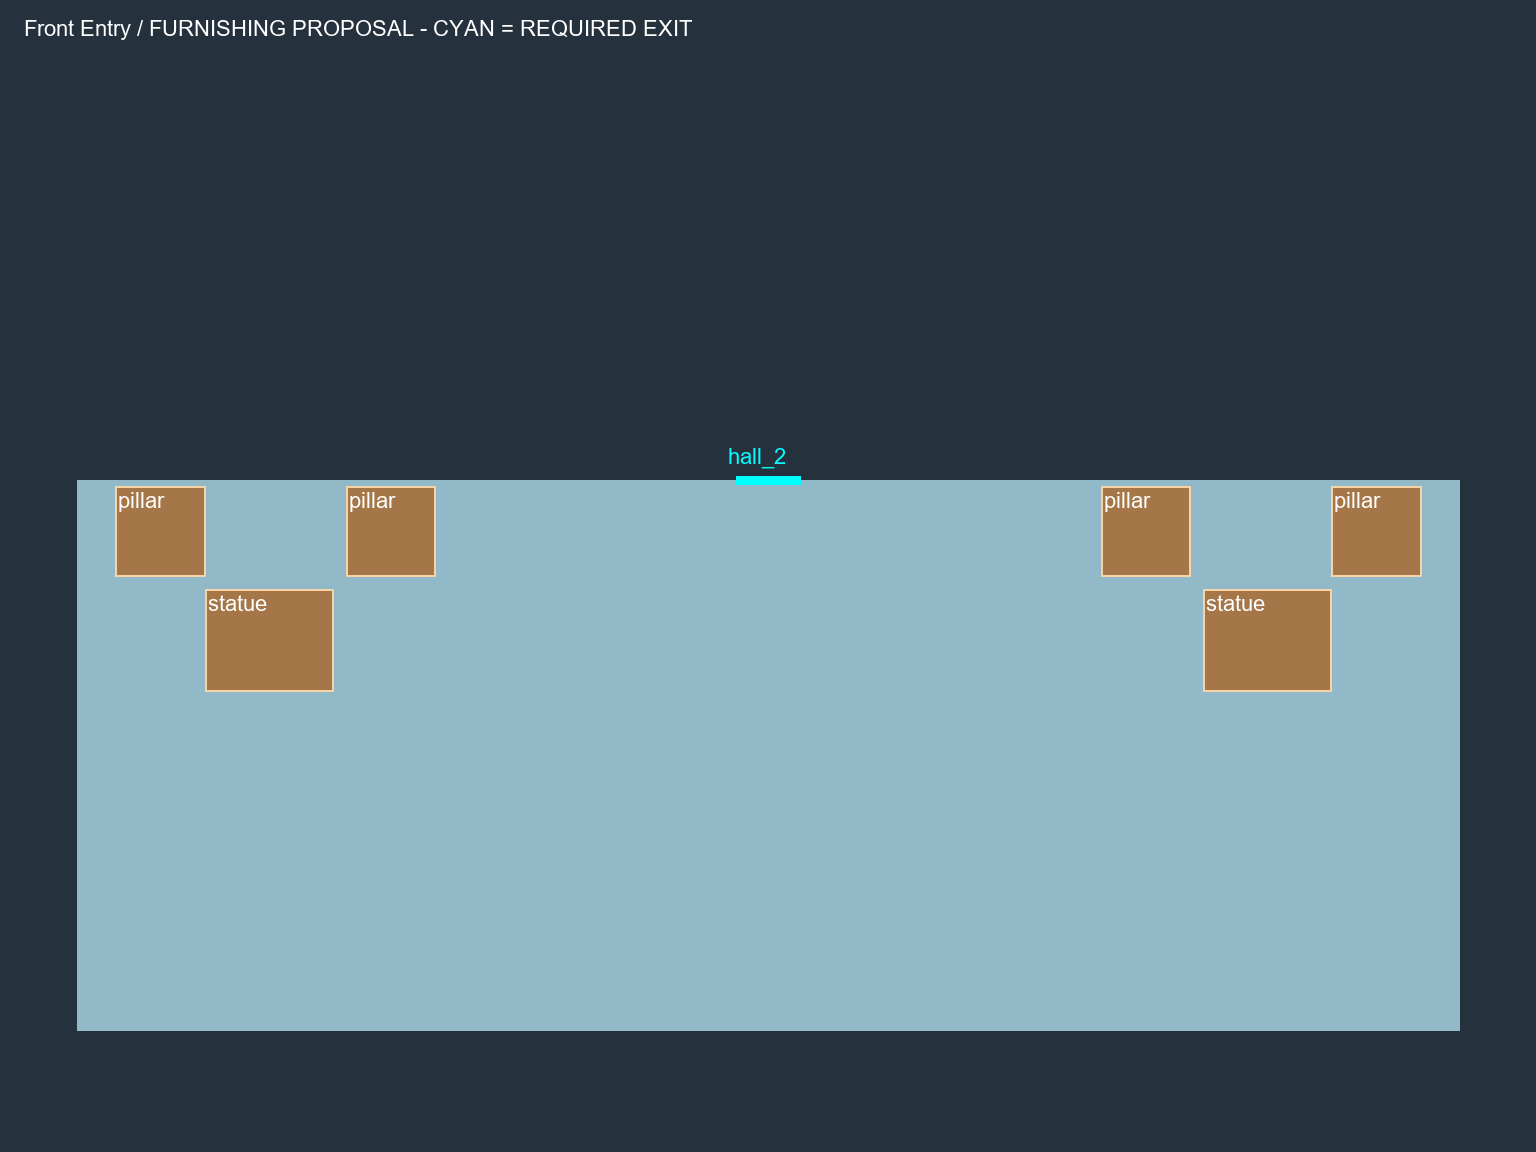 Front Entry / FURNISHING PROPOSAL - CYAN = REQUIRED EXIT
hall_2
pillar
pillar
pillar
pillar
statue
statue